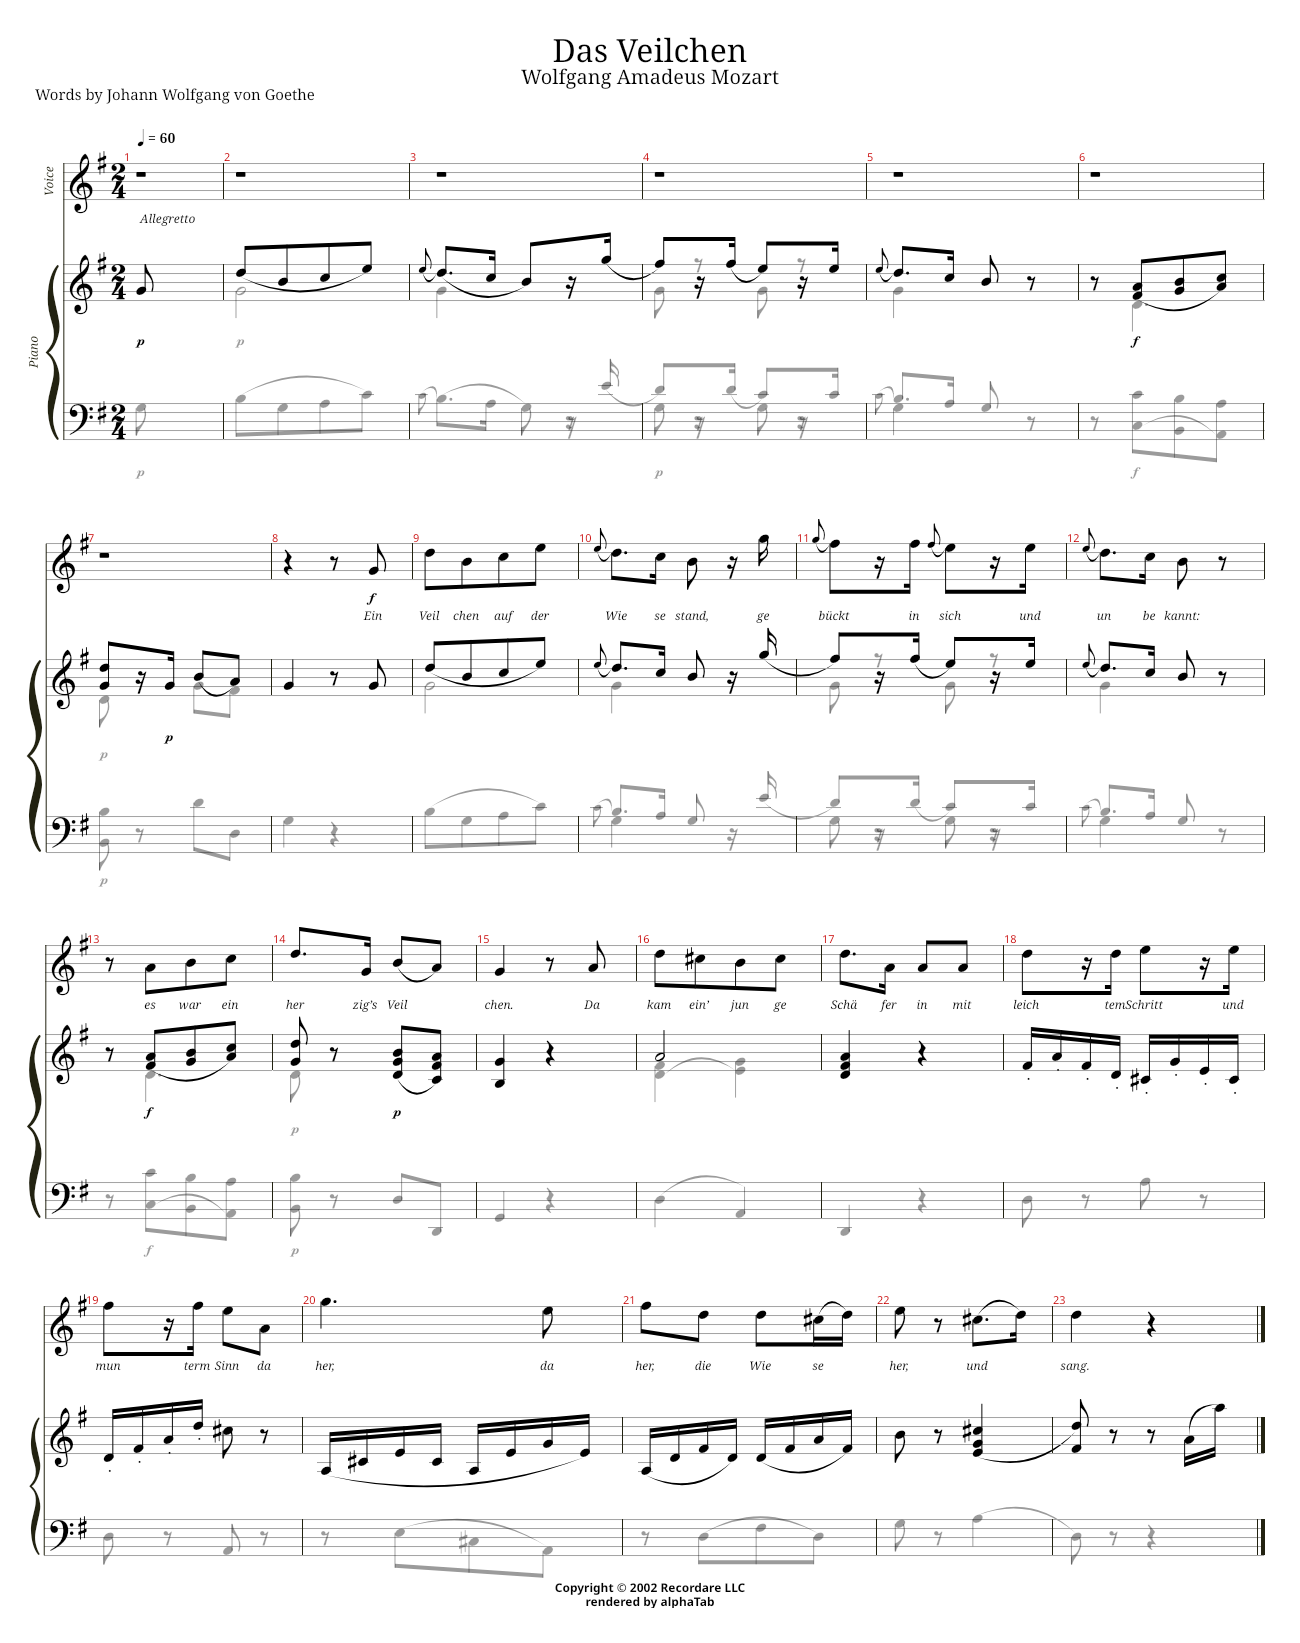 Das Veilchen
Wolfgang Amadeus Mozart
Words by Johann Wolfgang von Goethe
= 60
1 2 3 4 5 6
Voice
Allegretto
Piano
p p f
p p f
7 8 9 10 11 12
f
Ein Veil chen auf der Wie se stand, ge bückt in sich und un be kannt:
p
p
p
13 14 15 16 17 18
es war ein her zig's Veil chen. Da kam ein' jun ge Schä fer in mit leich tem Schritt und
f p
p
f p
19 20 21 22 23
mun term Sinn da her, da her, die Wie se her, und sang.
Copyright © 2002 Recordare LLC
rendered by alphaTab